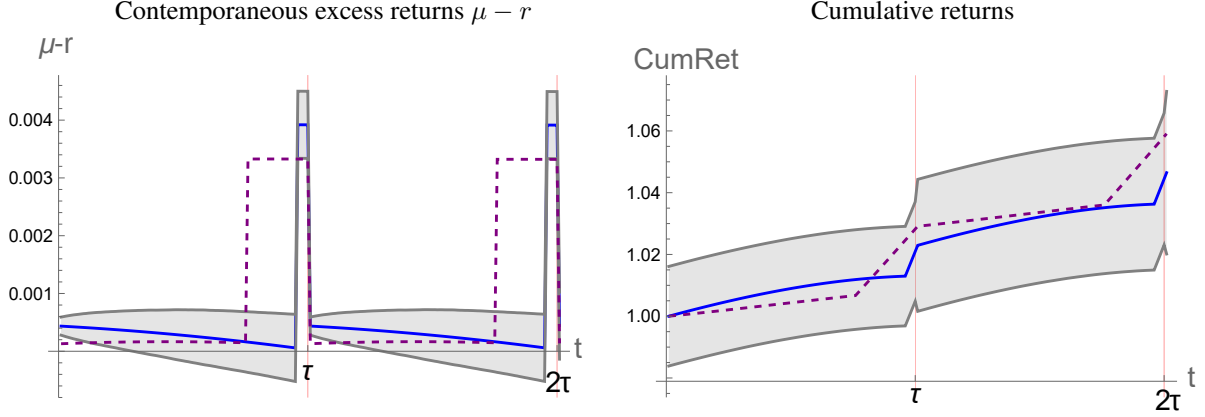 Contemporaneous excess returns μ − r
μ-r
0.004
0.003
0.002
0.001
τ
2τ
t
Cumulative returns
CumRet
1.06
1.04
1.02
1.00
τ
2τ
t